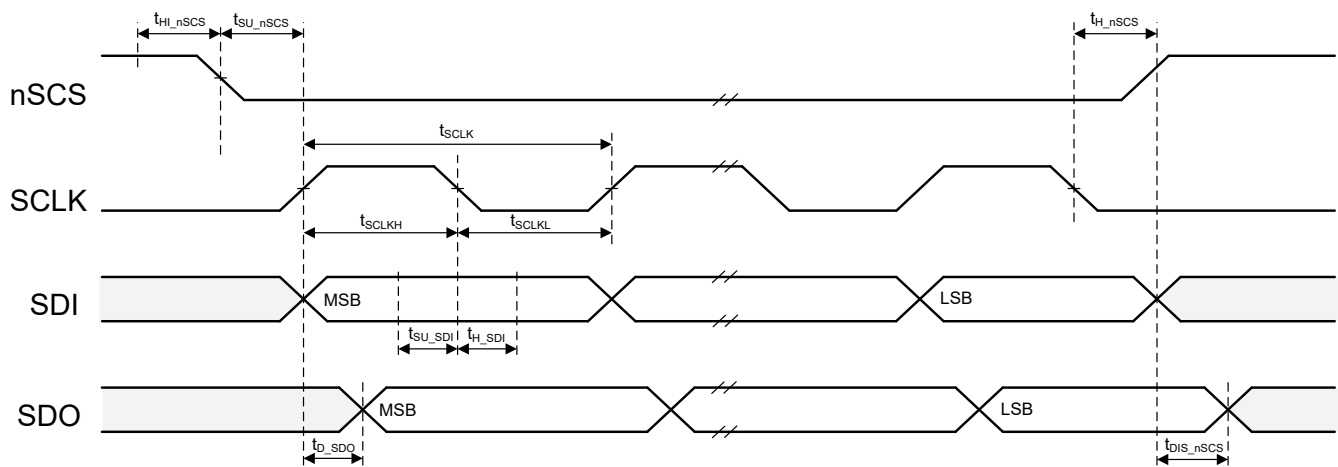 tHI_nSCS tSU_nSCS tH_nSCS
nSCS
tSCLK
SCLK
tSCLKH tSCLKL
SDI MSB LSB
tSU_SDI tH_SDI
SDO MSB LSB
tD_SDO tDIS_nSCS